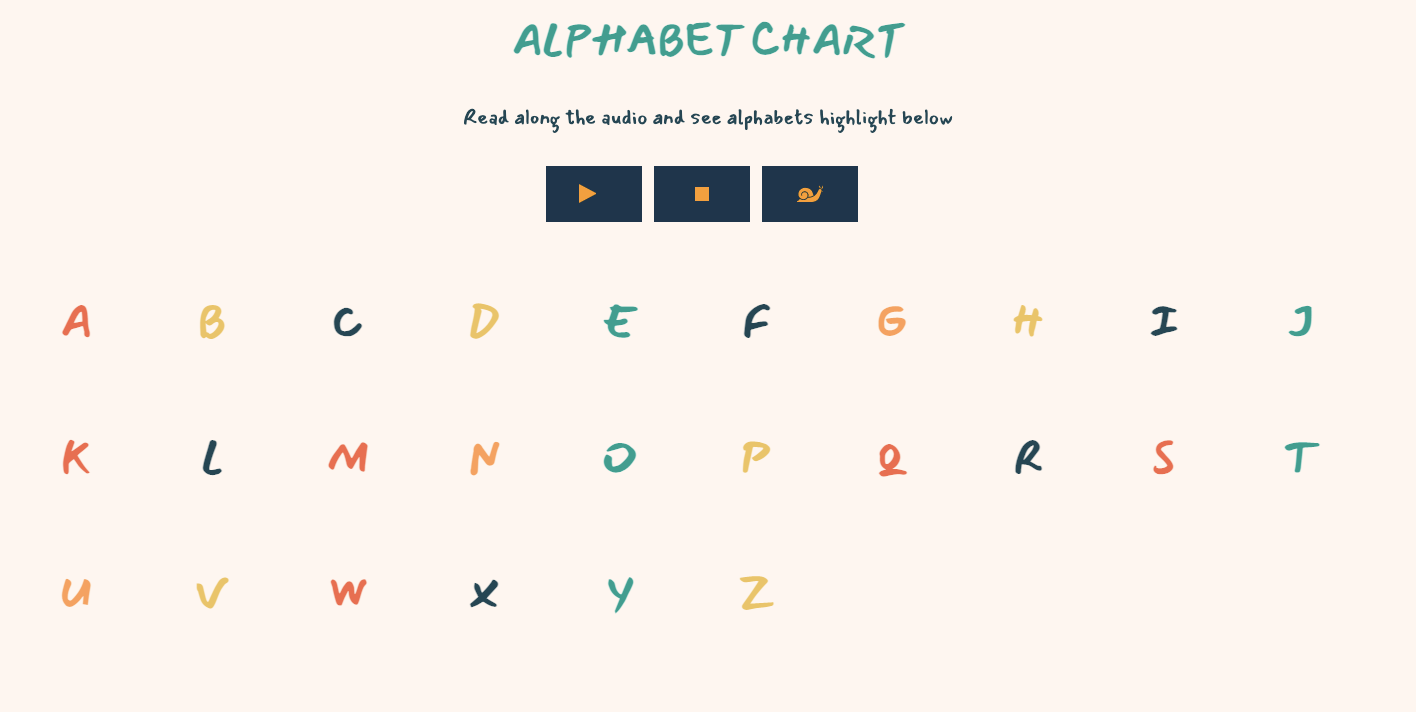 ALPHABET CHART
Read along the audio and see alphabets highlight below
A B C D E F G H I J
K L M N O P Q R S T
U V W X Y Z